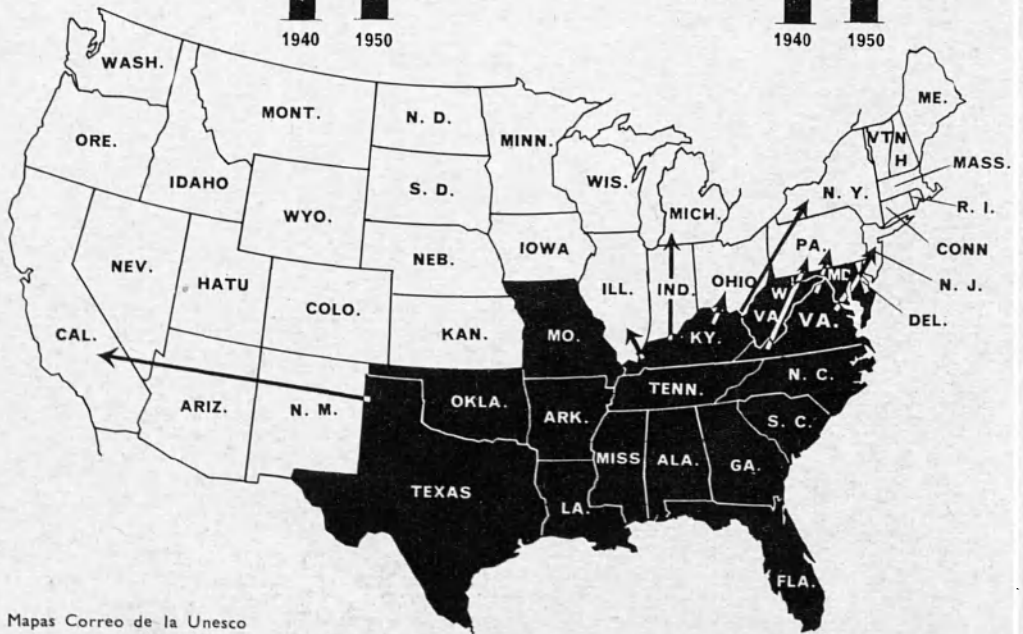 1940 1950 1940 1950
WASH.
MONT.
N. D.
MINN.
ME.
ORE.
IDAHO
S. D.
WIS.
MICH.
VT
N
H
MASS.
N. Y.
R. I.
WYO.
NEB.
IOWA
PA.
CONN
NEV.
HATU
COLO.
ILL.
IND.
OHIO
W
VA
MD
N. J.
CAL.
KAN.
MO.
KY.
VA.
DEL.
ARIZ.
N. M.
OKLA.
ARK.
TENN.
N. C.
S. C.
TEXAS
LA.
MISS
ALA.
GA.
FLA.
Mapas Correo de la Unesco